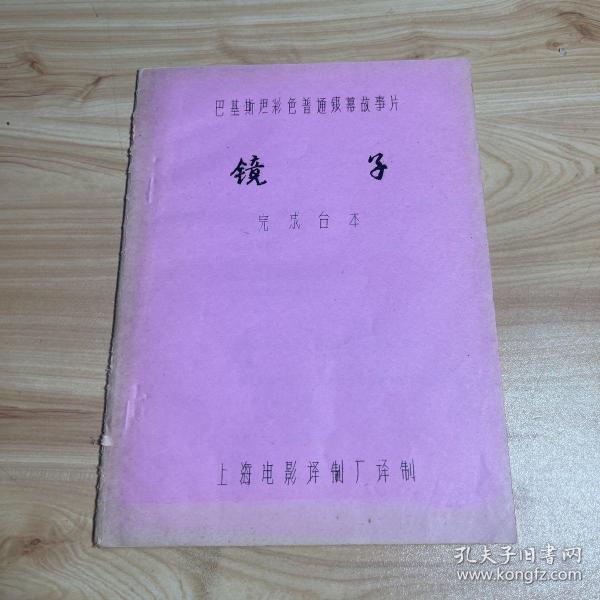 巴基斯坦彩色普通银幕故事片
镜子
完成台本
上海电影译制厂译制
孔夫子旧书网
www.kongfz.com